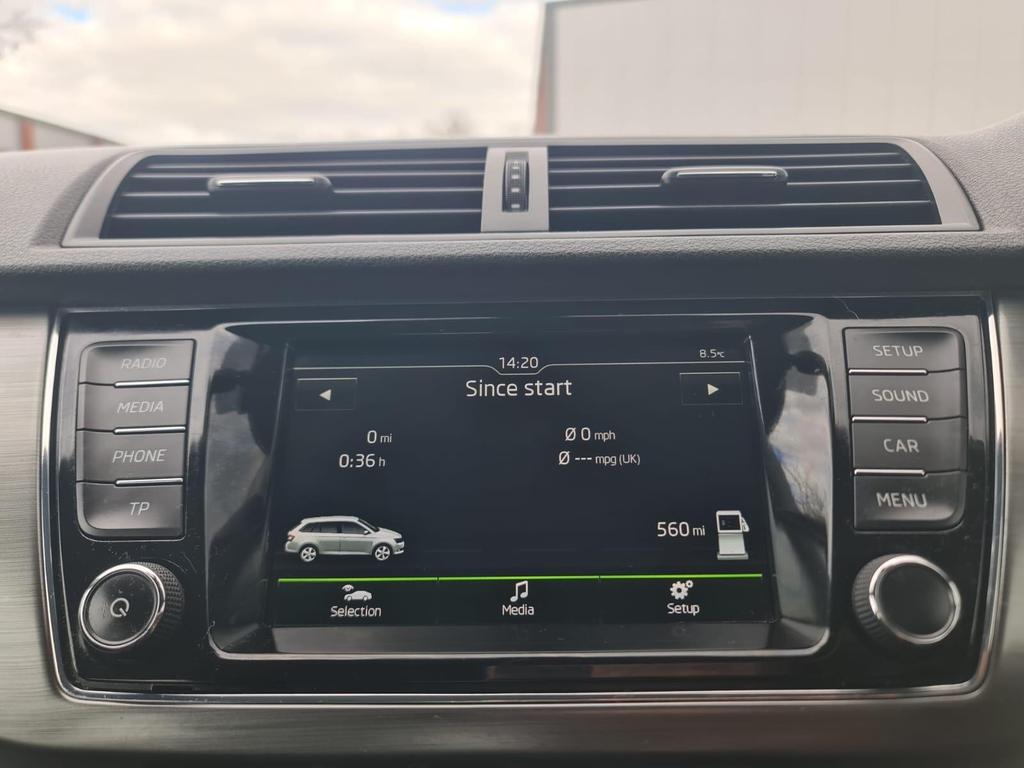 RADIO
MEDIA
PHONE
TP
14:20
8.5°C
Since start
0 mi
0:36 h
Ø 0 mph
Ø --- mpg (UK)
560 mi
Selection
Media
Setup
SETUP
SOUND
CAR
MENU